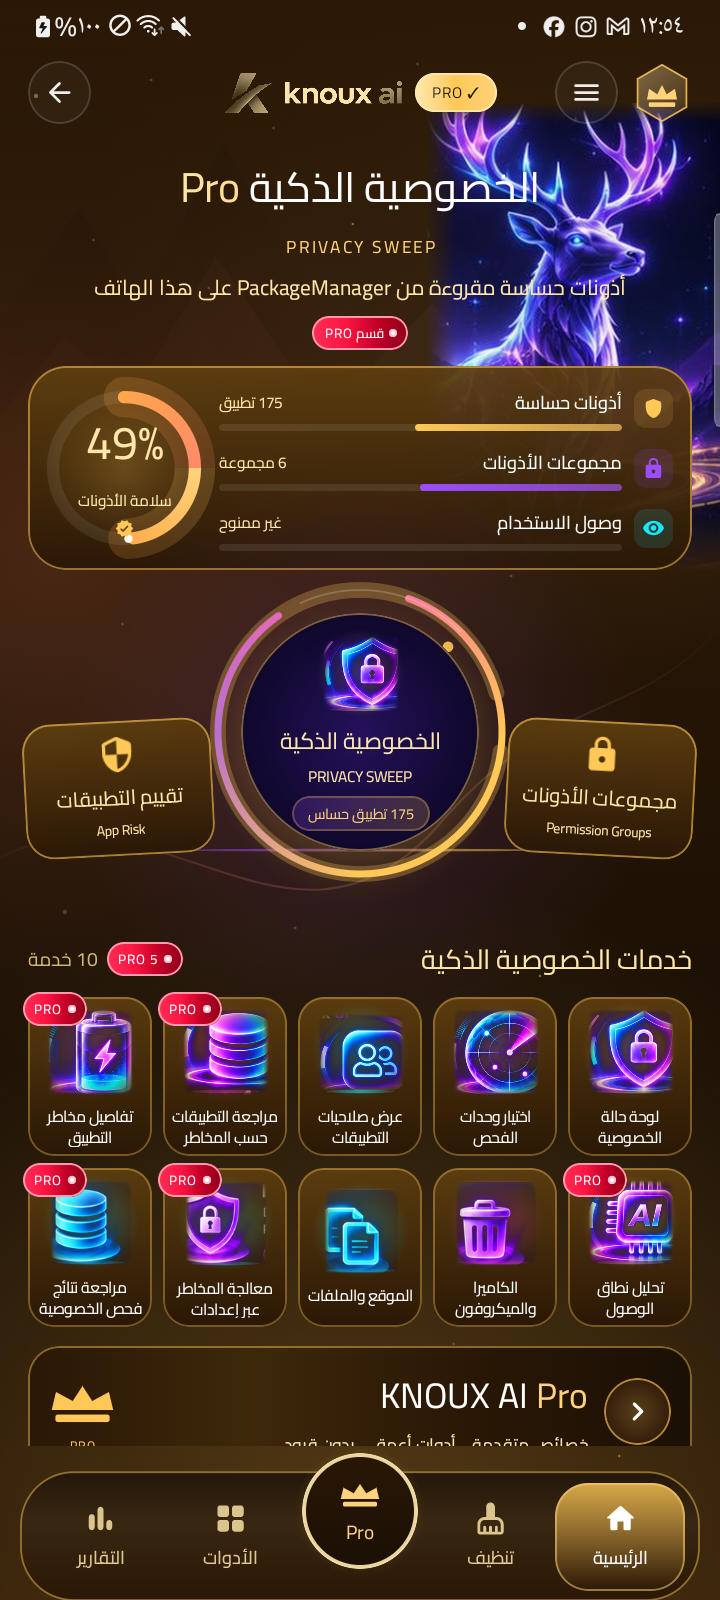 ١٢:٥٤
%١٠٠
knoux ai
PRO ✓
الخصوصية الذكية Pro
PRIVACY SWEEP
أذونات حساسة مقروءة من PackageManager على هذا الهاتف
قسم PRO
أذونات حساسة
175 تطبيق
مجموعات الأذونات
6 مجموعة
وصول الاستخدام
غير ممنوح
49%
سلامة الأذونات
الخصوصية الذكية
PRIVACY SWEEP
175 تطبيق حساس
مجموعات الأذونات
Permission Groups
تقييم التطبيقات
App Risk
خدمات الخصوصية الذكية
PRO 5
10 خدمة
لوحة حالة
الخصوصية
اختيار وحدات
الفحص
عرض صلاحيات
التطبيقات
PRO
مراجعة التطبيقات
حسب المخاطر
PRO
تفاصيل مخاطر
التطبيق
PRO
AI
تحليل نطاق
الوصول
الكاميرا
والميكروفون
الموقع والملفات
PRO
معالجة المخاطر
عبر إعدادات
PRO
مراجعة نتائج
فحص الخصوصية
KNOUX AI Pro
الرئيسية
تنظيف
Pro
الأدوات
التقارير